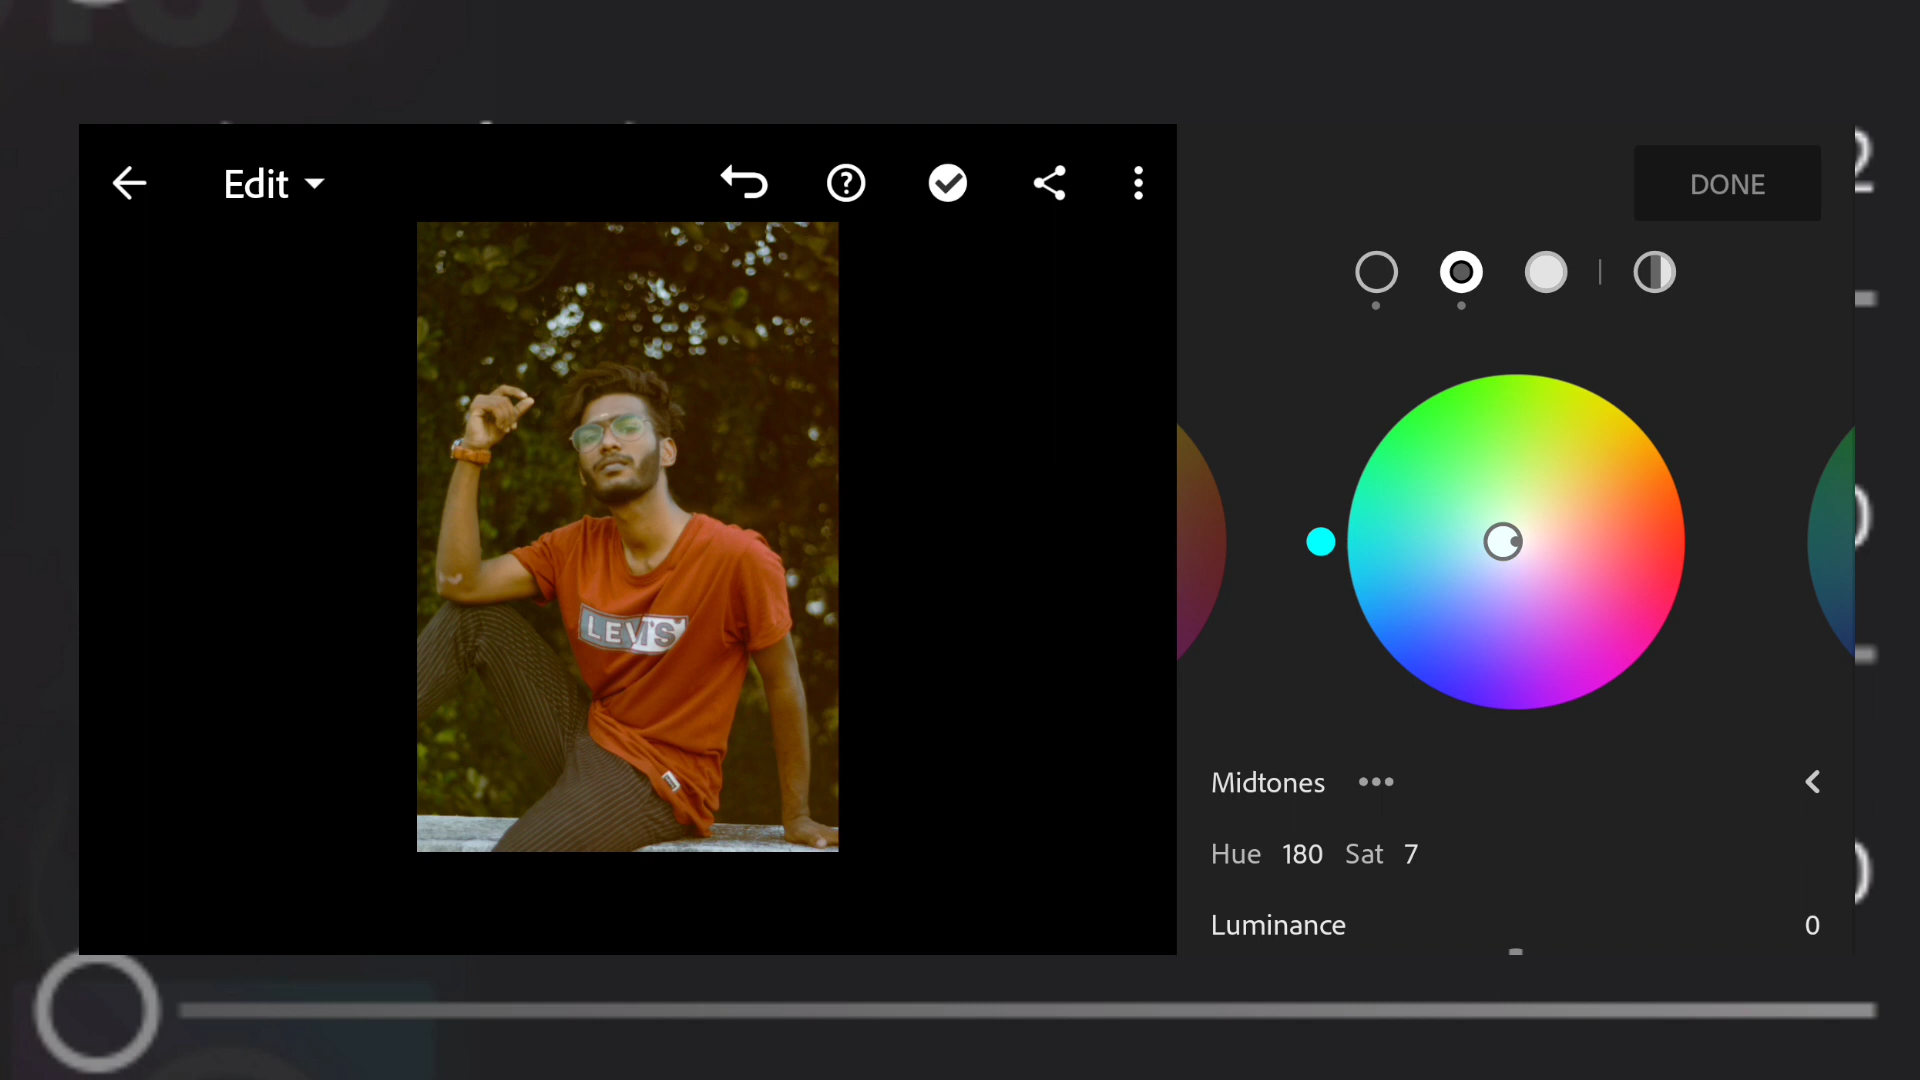 Edit
DONE
LEVI'S
Midtones
Hue 180 Sat 7
Luminance 0